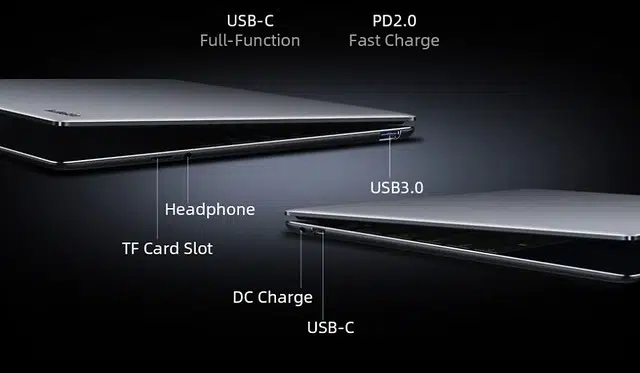 USB-C
Full-Function
PD2.0
Fast Charge
USB3.0
Headphone
TF Card Slot
DC Charge
USB-C